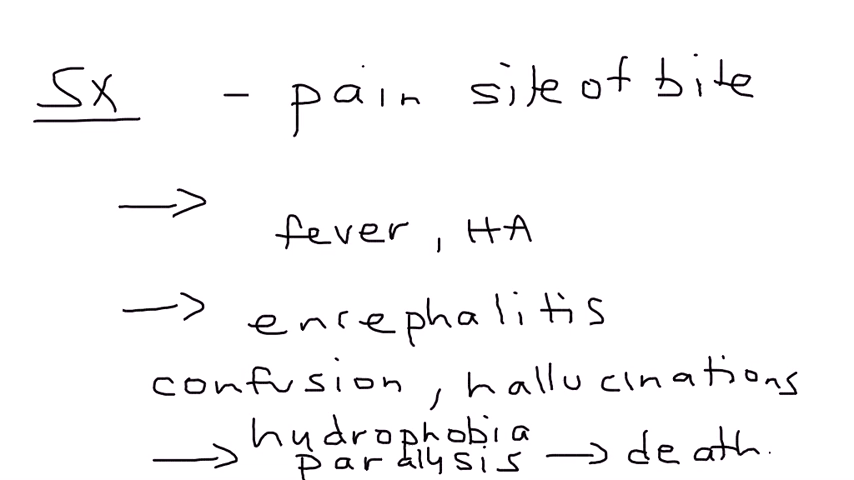 Sx - pain site of bite
→ fever, HA
→ encephalitis
confusion, hallucinations
hydrophobia
→ paralysis → death.